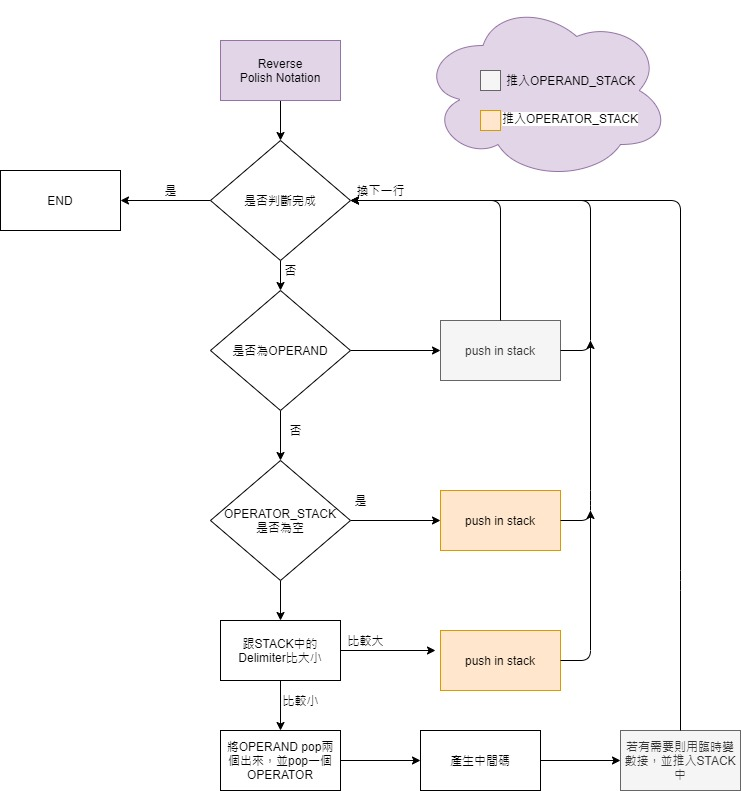 Reverse
Polish Notation
推入OPERAND_STACK
推入OPERATOR_STACK
END
是
是否判斷完成
換下一行
否
是否為OPERAND
push in stack
否
OPERATOR_STACK
是否為空
是
push in stack
跟STACK中的
Delimiter比大小
比較大
push in stack
比較小
將OPERAND pop兩
個出來，並pop一個
OPERATOR
產生中間碼
若有需要則用臨時變
數接，並推入STACK
中